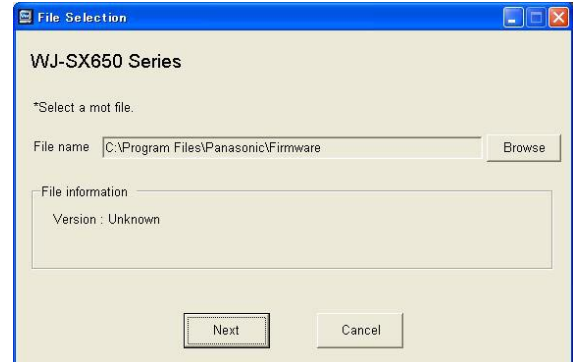 File Selection
WJ-SX650 Series
*Select a mot file.
File name C:\Program Files\Panasonic\Firmware Browse
File information
Version : Unknown
Next Cancel